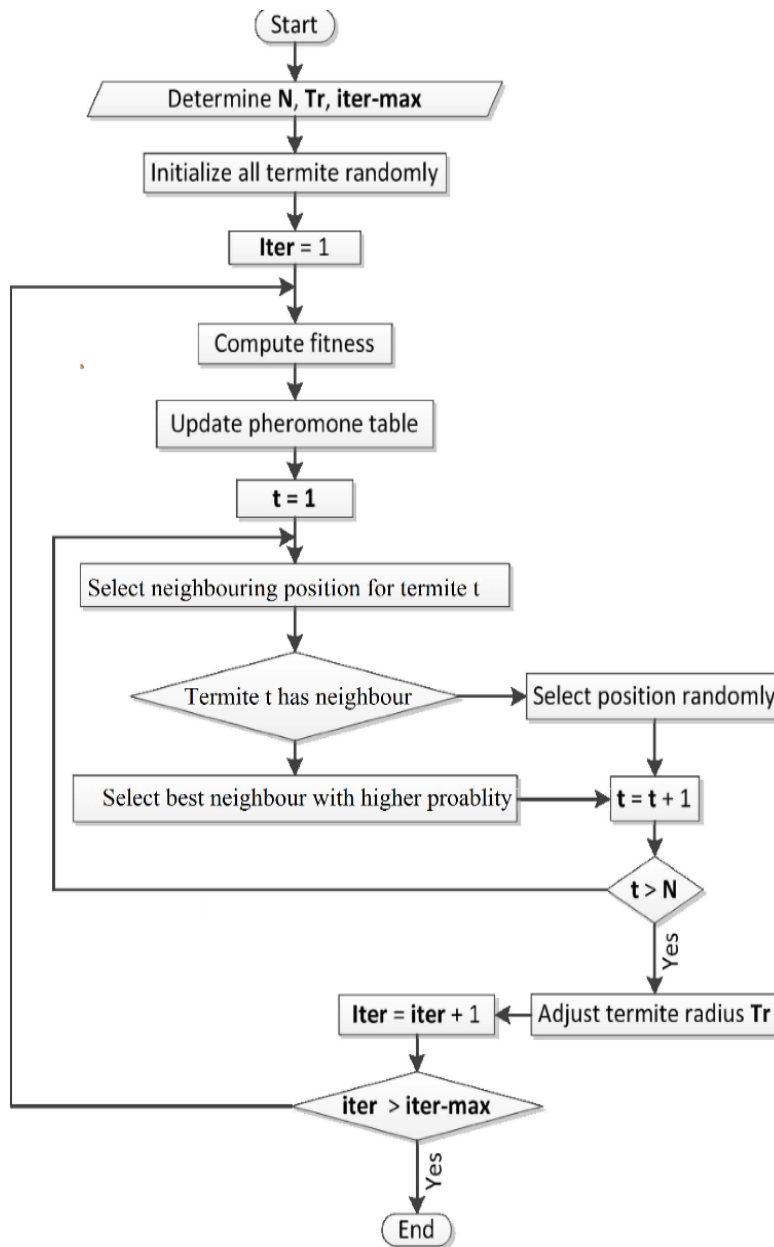 Start
Determine N, Tr, iter-max
Initialize all termite randomly
Iter = 1
Compute fitness
Update pheromone table
t = 1
Select neighbouring position for termite t
Termite t has neighbour
Select position randomly
Select best neighbour with higher proablity
t = t + 1
t > N
Yes
Adjust termite radius Tr
Iter = iter + 1
iter > iter-max
Yes
End